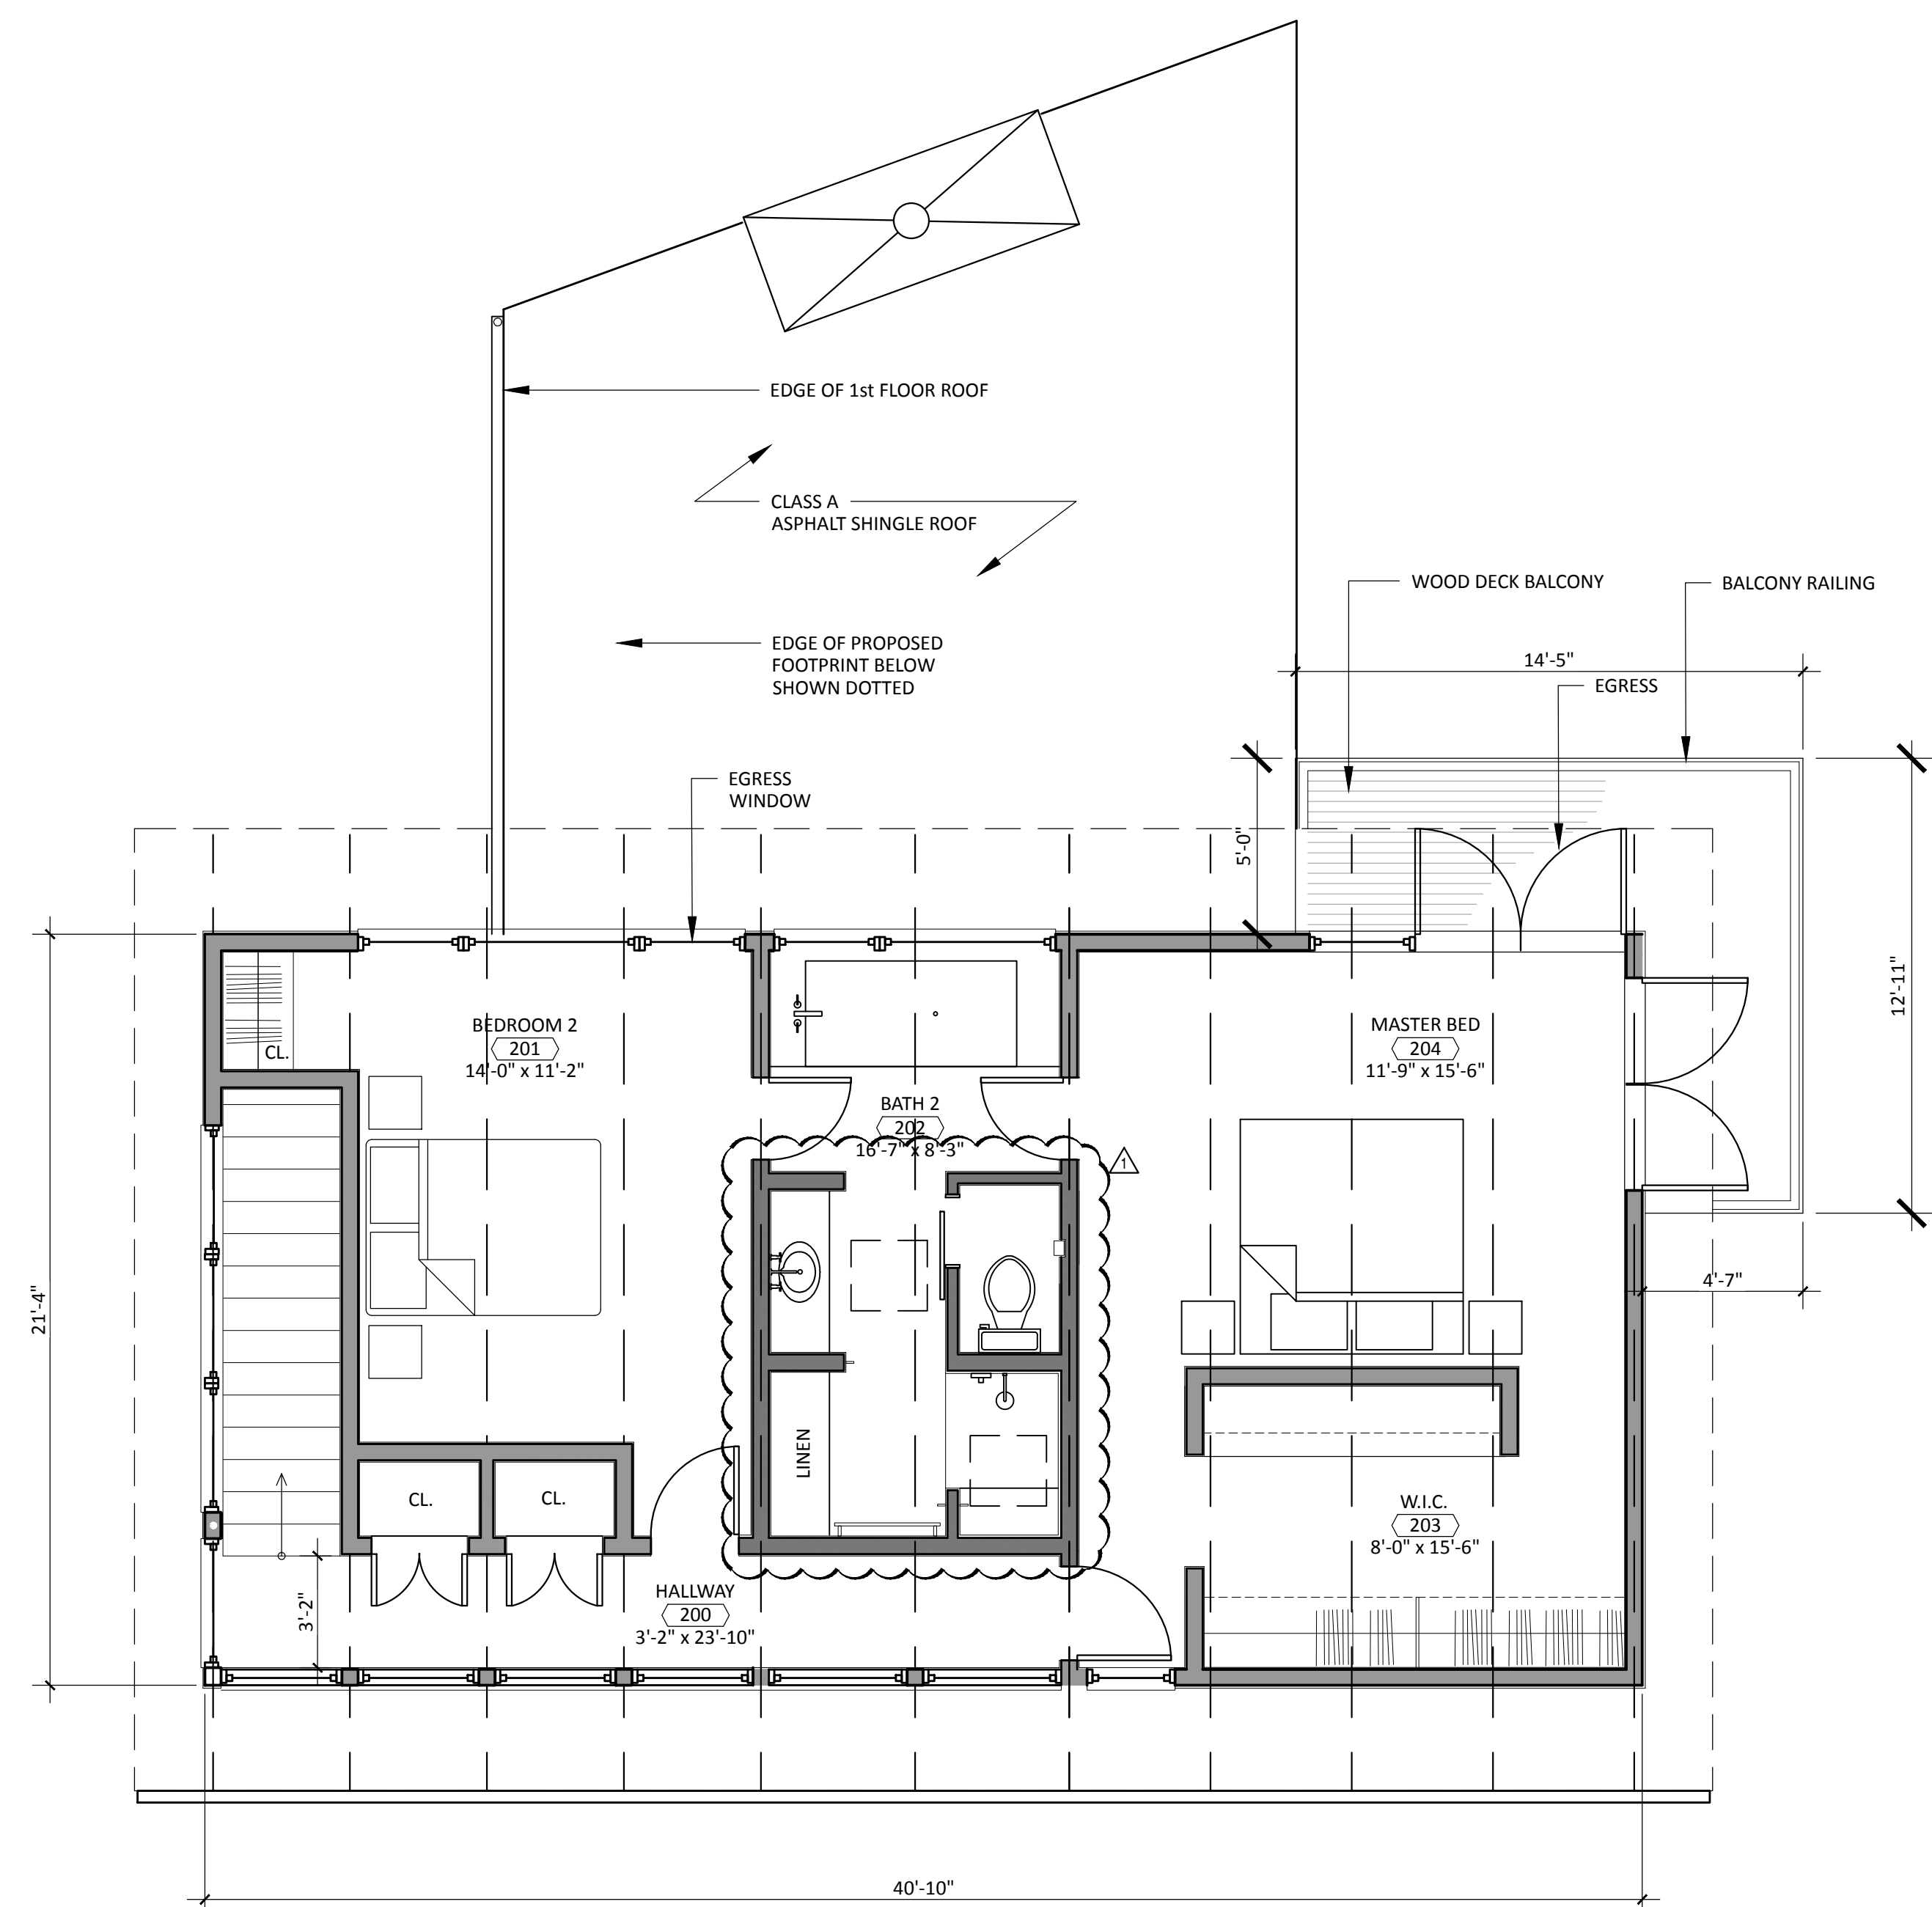 EDGE OF 1st FLOOR ROOF
CLASS A
ASPHALT SHINGLE ROOF
WOOD DECK BALCONY
BALCONY RAILING
EDGE OF PROPOSED
FOOTPRINT BELOW
SHOWN DOTTED
14'-5"
EGRESS
EGRESS
WINDOW
5'-0"
12'-11"
BEDROOM 2
201
14'-0" x 11'-2"
CL.
MASTER BED
204
11'-9" x 15'-6"
BATH 2
202
16'-7" x 8'-3"
1
21'-4"
4'-7"
LINEN
CL.
CL.
W.I.C.
203
8'-0" x 15'-6"
HALLWAY
200
3'-2" x 23'-10"
3'-2"
40'-10"